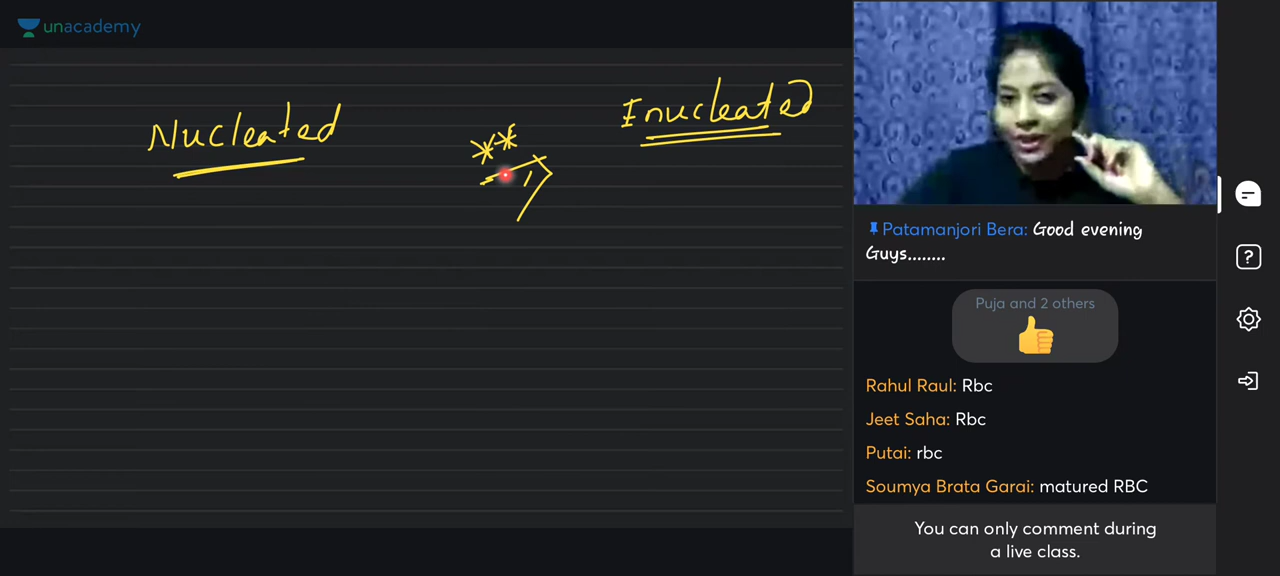 unacademy
Nucleated
**
Inucleated
Patamanjori Bera: Good evening
Guys........
Puja and 2 others
Rahul Raul: Rbc
Jeet Saha: Rbc
Putai: rbc
Soumya Brata Garai: matured RBC
You can only comment during
a live class.